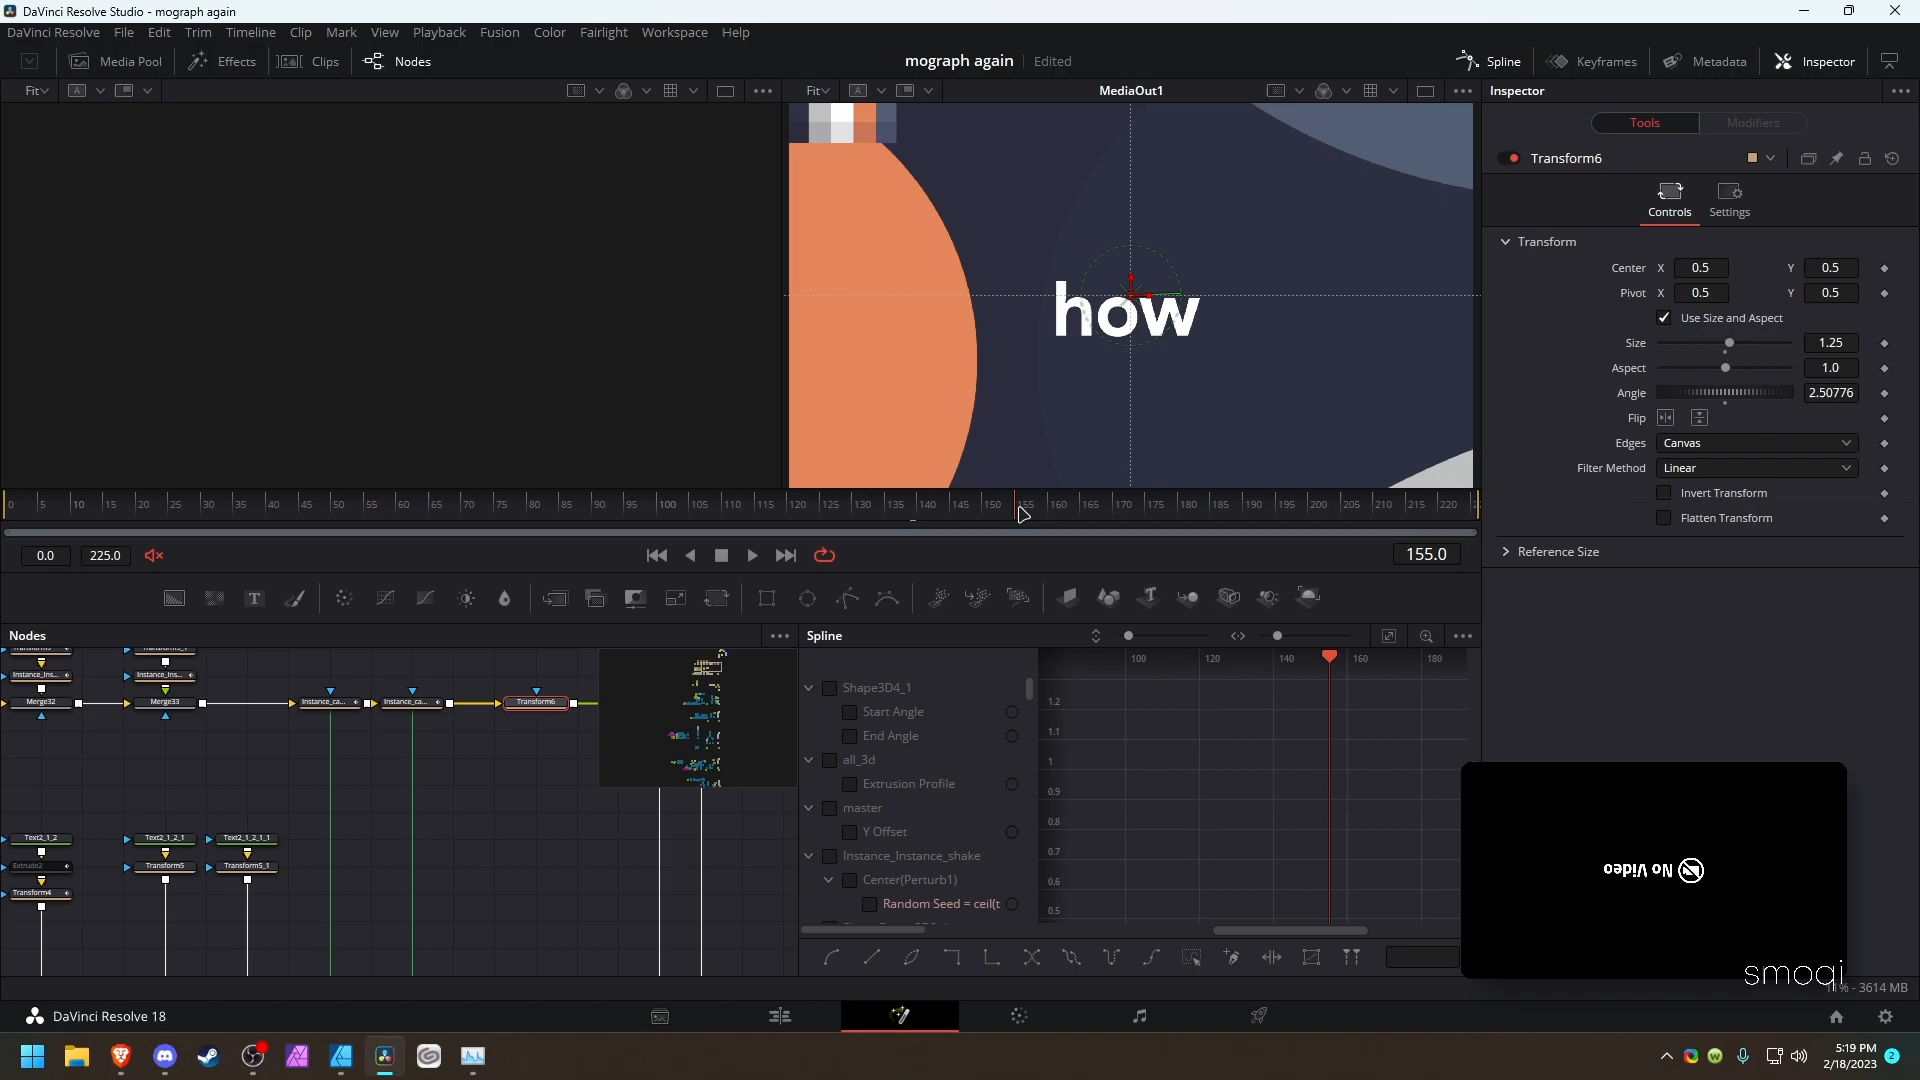 DaVinci Resolve Studio - mograph again
DaVinci Resolve File Edit Trim Timeline Clip Mark View Playback Fusion Color Fairlight Workspace Help
Media Pool Effects Clips Nodes mograph again Edited Spline Keyframes Metadata Inspector
Fit A Fit A MediaOut1 Inspector
Tools Modifiers
Transform6
Controls Settings
Transform
Center X 0.5 Y 0.5
Pivot X 0.5 Y 0.5
Use Size and Aspect
Size 1.25
Aspect 1.0
Angle 2.50776
Flip
Edges Canvas
Filter Method Linear
Invert Transform
Flatten Transform
Reference Size
how
0 5 10 15 20 25 30 35 40 45 50 55 60 65 70 75 80 85 90 95 100 105 110 115 120 125 130 135 140 145 150 155 160 165 170 175 180 185 190 195 200 205 210 215 220
0.0 225.0 155.0
Nodes Spline
Instance_Ins... Instance_Ins...
Merge32 Merge33 Instance_ca... Instance_ca... Transform6
Text2_1_2 Text2_1_2_1 Text2_1_2_1_1
Extrude2 Transform5 Transform5_1
Transform4
100 120 140 160 180
Shape3D4_1
Start Angle
End Angle
all_3d
Extrusion Profile
master
Y Offset
Instance_Instance_shake
Center(Perturb1)
Random Seed = ceil(t
1.2
1.1
1
0.9
0.8
0.7
0.6
0.5
No Video
smoqi
11% - 3614 MB
DaVinci Resolve 18
5:19 PM
2/18/2023
2